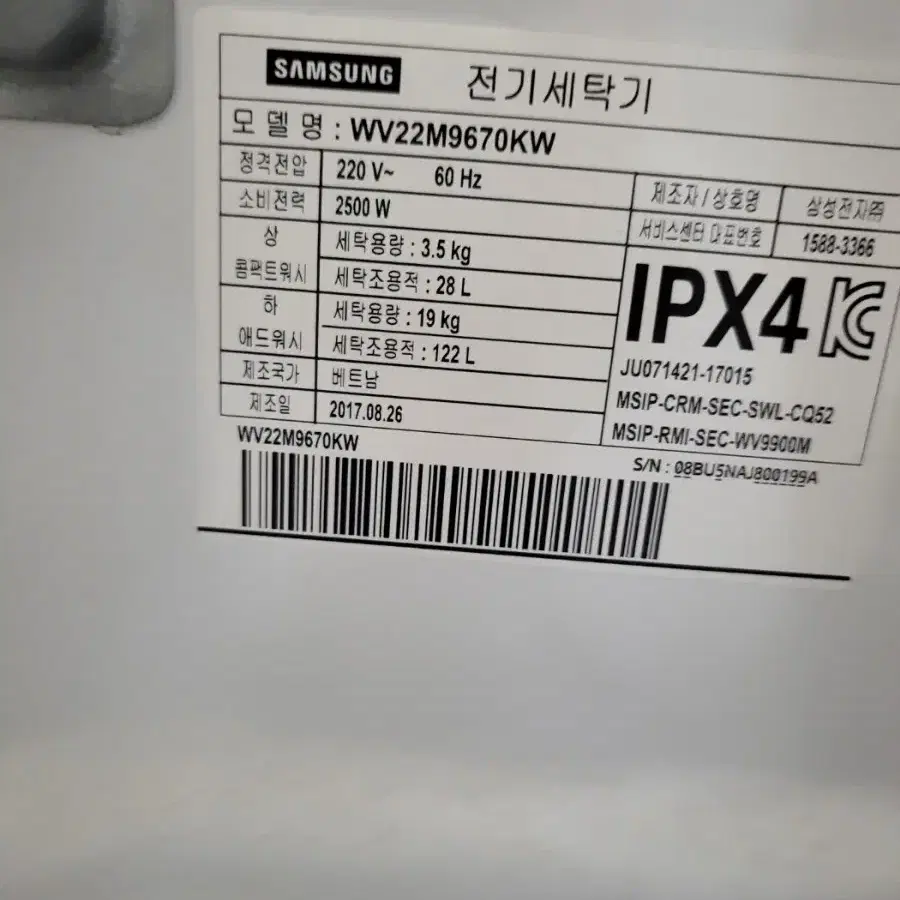 SAMSUNG 전기세탁기
모 델 명 : WV22M9670KW
정격전압 220 V~ 60 Hz
소비전력 2500 W
제조자 / 상호명 삼성전자㈜
서비스센터 대표번호 1588-3366
상
콤팩트워시
세탁용량 : 3.5 kg
세탁조용적 : 28 L
하
애드워시
세탁용량 : 19 kg
세탁조용적 : 122 L
제조국가 베트남
제조일 2017.08.26
IPX4
JU071421-17015
MSIP-CRM-SEC-SWL-CQ52
MSIP-RMI-SEC-WV9900M
WV22M9670KW
S/N : 08BU5NAJ800199A